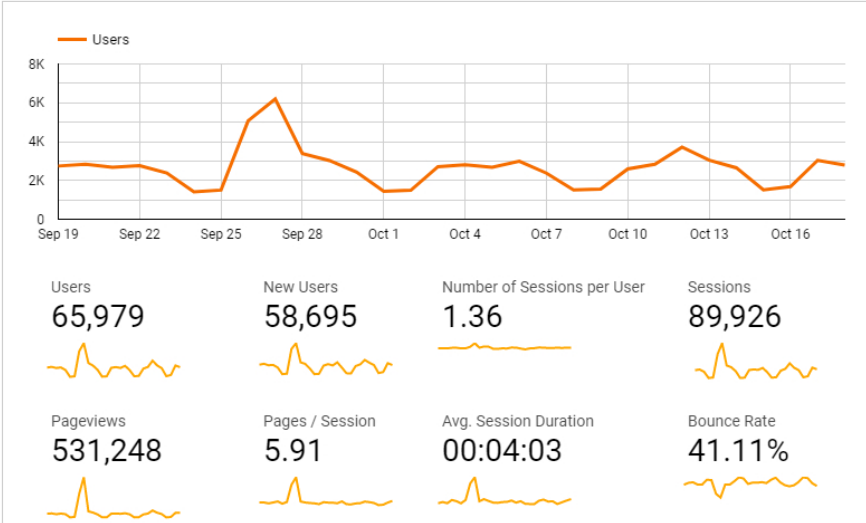 Users
8K
6K
4K
2K
0
Sep 19 Sep 22 Sep 25 Sep 28 Oct 1 Oct 4 Oct 7 Oct 10 Oct 13 Oct 16
Users New Users Number of Sessions per User Sessions
65,979 58,695 1.36 89,926
Pageviews Pages / Session Avg. Session Duration Bounce Rate
531,248 5.91 00:04:03 41.11%